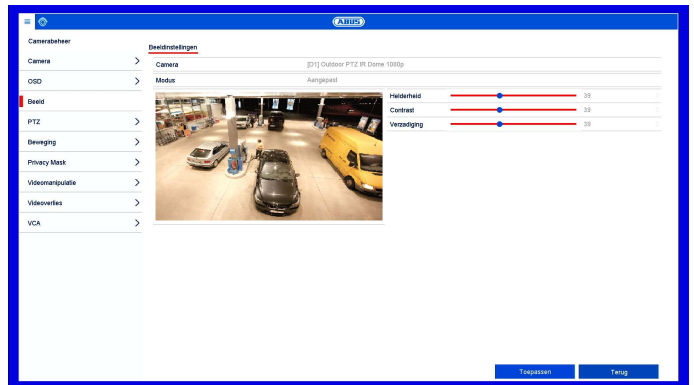 ABUS
Camerabeheer
Camera
OSD
Beeld
PTZ
Beweging
Privacy Mask
Videomanipulatie
Videoverlies
VCA
Beeldinstellingen
Camera [D1] Outdoor PTZ IR Dome 1080p
Modus Aangepast
Helderheid 39
Contrast 39
Verzadiging 39
Toepassen Terug